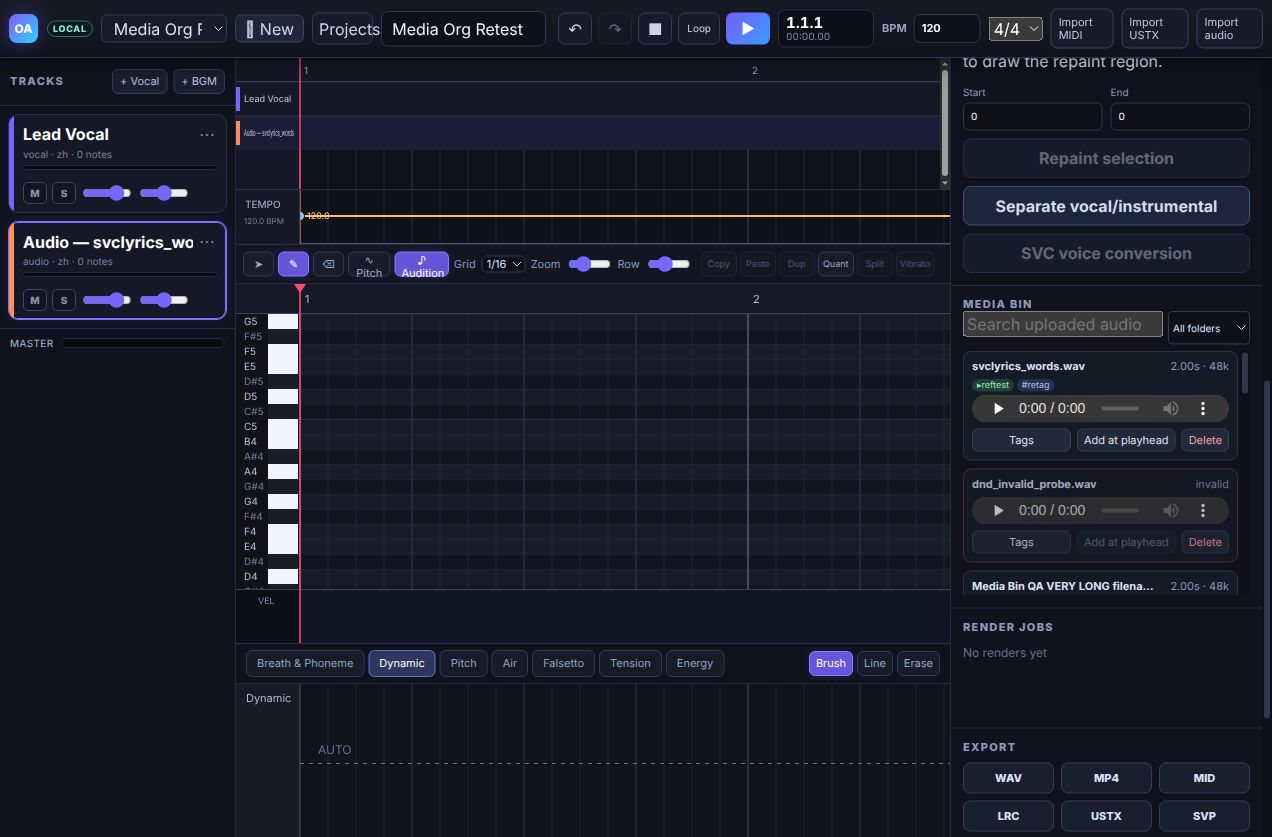 OA LOCAL Media Org F New Projects Media Org Retest Loop 1.1.1 00:00.00 BPM 120 4/4 Import MIDI Import USTX Import audio
TRACKS + Vocal + BGM
Lead Vocal ...
vocal · zh · 0 notes
M S
Audio — svclyrics_wo ...
audio · zh · 0 notes
M S
MASTER
1 2
Lead Vocal
Audio — svclyrics_words
TEMPO
120.0 BPM
120.0
Pitch Audition Grid 1/16 Zoom Row Copy Paste Dup Quant Split Vibrato
1 2
G5
F#5
F5
E5
D#5
D5
C#5
C5
B4
A#4
A4
G#4
G4
F#4
F4
E4
D#4
D4
VEL
Breath & Phoneme Dynamic Pitch Air Falsetto Tension Energy Brush Line Erase
Dynamic
AUTO
to draw the repaint region.
Start End
0 0
Repaint selection
Separate vocal/instrumental
SVC voice conversion
MEDIA BIN
Search uploaded audio All folders
svclyrics_words.wav 2.00s · 48k
▸reftest #retag
0:00 / 0:00
Tags Add at playhead Delete
dnd_invalid_probe.wav invalid
0:00 / 0:00
Tags Add at playhead Delete
Media Bin QA VERY LONG filena... 2.00s · 48k
RENDER JOBS
No renders yet
EXPORT
WAV MP4 MID
LRC USTX SVP